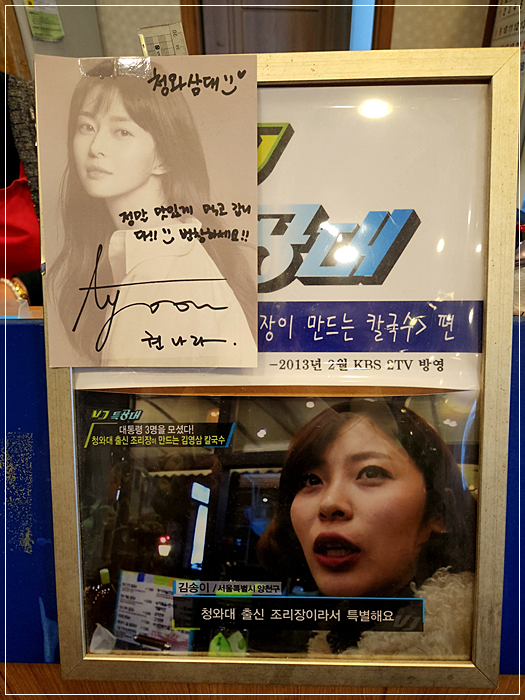 청와삼대
정말 맛있게 먹고 갑니
다!! 번창하세요!!
권나라.
공대
장이 만드는 칼국수> 편
-2013년 2월 KBS 2TV 방영
VJ 특공대
대통령 3명을 모셨다!
청와대 출신 조리장이 만드는 김영삼 칼국수
김송이 / 서울특별시 양천구
청와대 출신 조리장이라서 특별해요